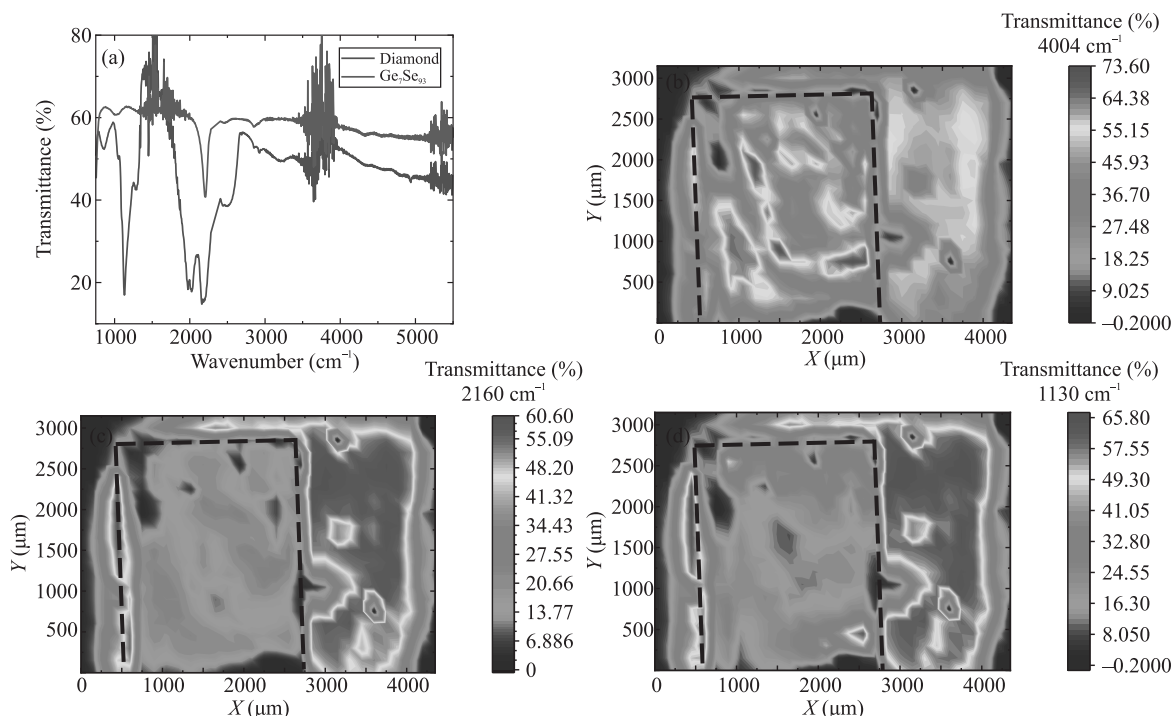 (a)
Diamond
Ge₇Se₉₃
80
60
40
20
Transmittance (%)
1000 2000 3000 4000 5000
Wavenumber (cm⁻¹)
Transmittance (%)
4004 cm⁻¹
(b)
3000
2500
2000
1500
1000
500
Y (μm)
0 1000 2000 3000 4000
X (μm)
73.60
64.38
55.15
45.93
36.70
27.48
18.25
9.025
−0.2000
Transmittance (%)
2160 cm⁻¹
(c)
3000
2500
2000
1500
1000
500
Y (μm)
0 1000 2000 3000 4000
X (μm)
60.60
55.09
48.20
41.32
34.43
27.55
20.66
13.77
6.886
0
Transmittance (%)
1130 cm⁻¹
(d)
3000
2500
2000
1500
1000
500
Y (μm)
0 1000 2000 3000 4000
X (μm)
65.80
57.55
49.30
41.05
32.80
24.55
16.30
8.050
−0.2000